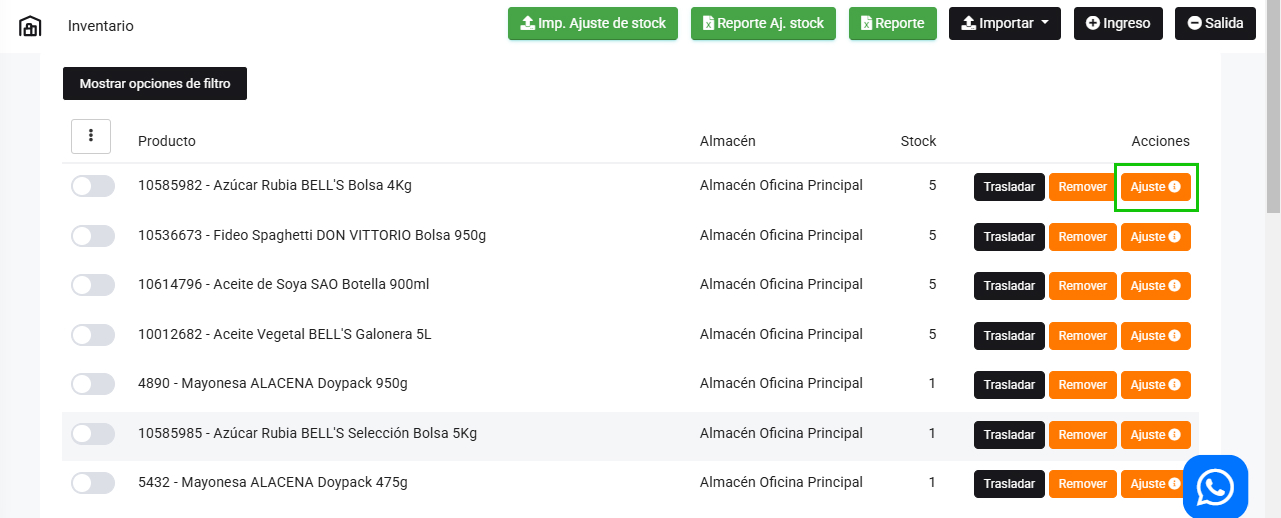 Inventario Imp. Ajuste de stock Reporte Aj. stock Reporte Importar Ingreso Salida
Mostrar opciones de filtro
Producto Almacén Stock Acciones
10585982 - Azúcar Rubia BELL'S Bolsa 4Kg Almacén Oficina Principal 5 Trasladar Remover Ajuste
10536673 - Fideo Spaghetti DON VITTORIO Bolsa 950g Almacén Oficina Principal 5 Trasladar Remover Ajuste
10614796 - Aceite de Soya SAO Botella 900ml Almacén Oficina Principal 5 Trasladar Remover Ajuste
10012682 - Aceite Vegetal BELL'S Galonera 5L Almacén Oficina Principal 5 Trasladar Remover Ajuste
4890 - Mayonesa ALACENA Doypack 950g Almacén Oficina Principal 1 Trasladar Remover Ajuste
10585985 - Azúcar Rubia BELL'S Selección Bolsa 5Kg Almacén Oficina Principal 1 Trasladar Remover Ajuste
5432 - Mayonesa ALACENA Doypack 475g Almacén Oficina Principal 1 Trasladar Remover Ajuste